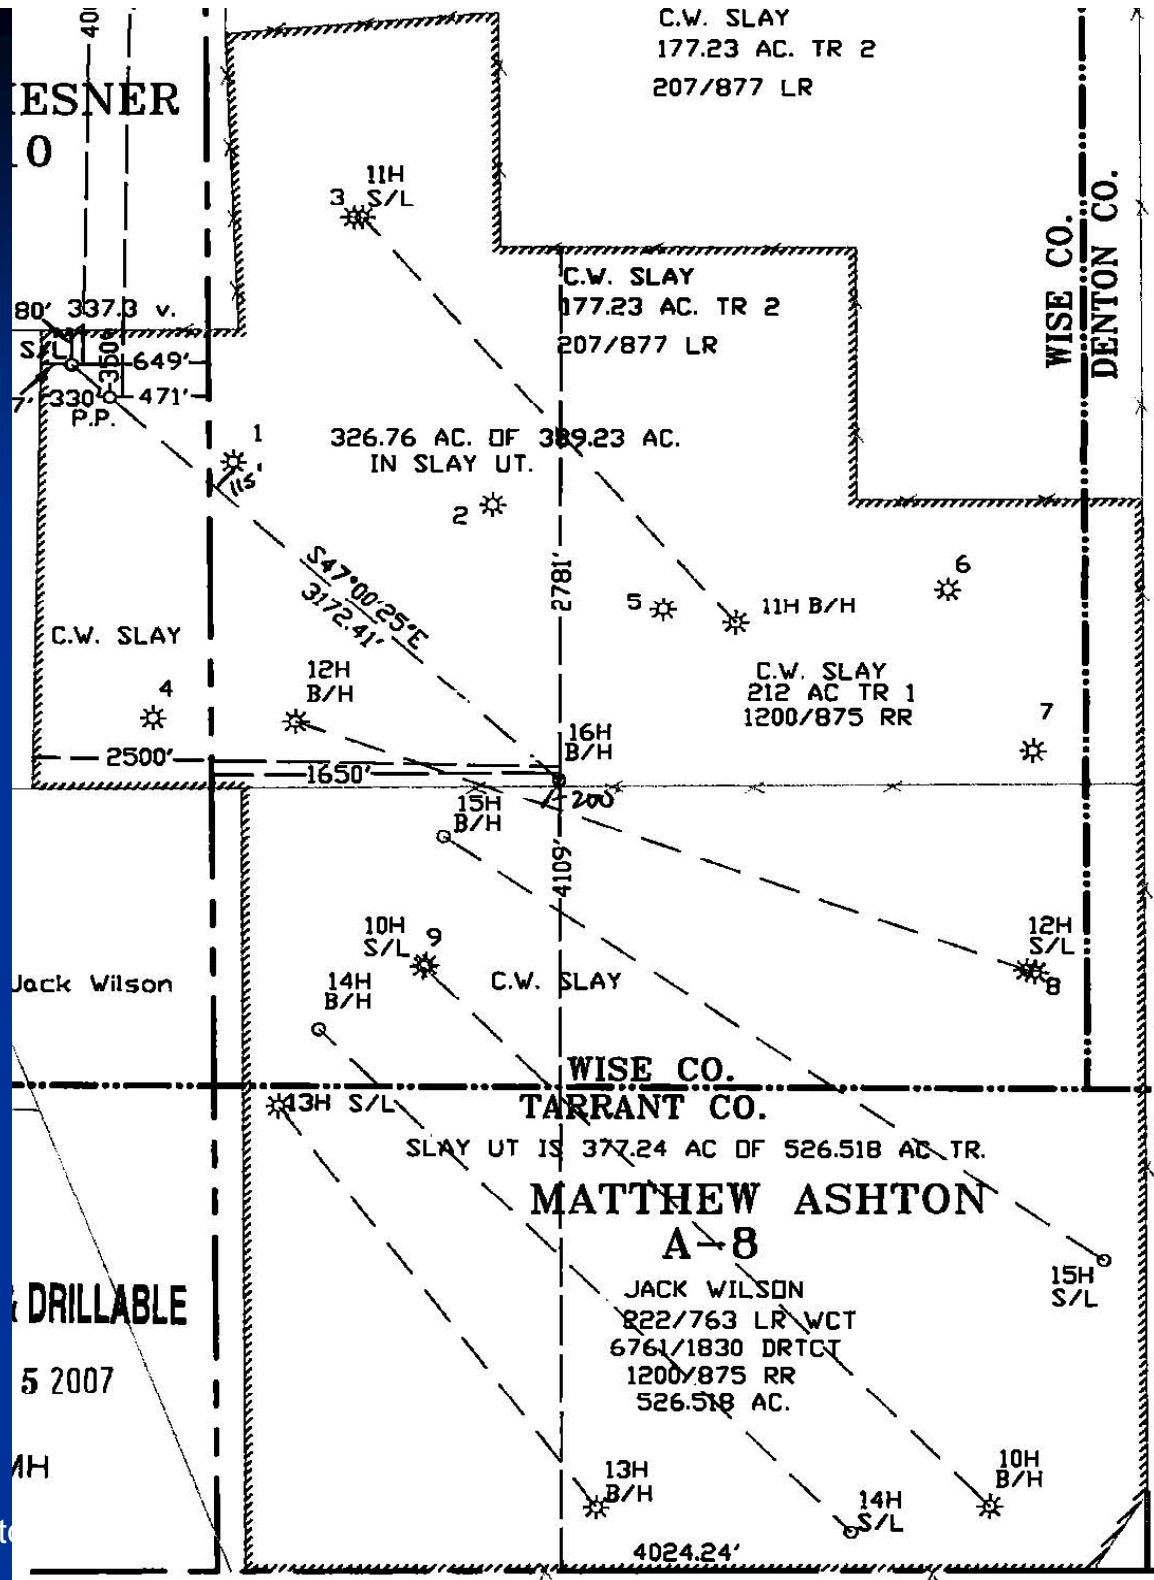 40
C.W. SLAY
177.23 AC. TR 2
207/877 LR
IESNER
10
WISE CO.
DENTON CO.
11H
3 S/L
C.W. SLAY
177.23 AC. TR 2
207/877 LR
80' 337.3 v.
S/L
350'
649'
7' 330' 471'
P.P.
1
115'
326.76 AC. OF 389.23 AC.
IN SLAY UT.
2
S47°00'25"E
3172.41'
2781'
5
6
11H B/H
C.W. SLAY
12H
B/H
4
C.W. SLAY
212 AC TR 1
1200/875 RR
7
16H
B/H
2500'
1650'
200
15H
B/H
4109'
10H
S/L 9
14H
B/H
Jack Wilson
C.W. SLAY
12H
S/L
8
WISE CO.
13H S/L
TARRANT CO.
SLAY UT IS 377.24 AC OF 526.518 AC TR.
MATTHEW ASHTON
A-8
JACK WILSON
222/763 LR WCT
6761/1830 DRTCT
1200/875 RR
526.518 AC.
15H
S/L
& DRILLABLE
5 2007
MH
13H
B/H
10H
B/H
14H
S/L
4024.24'